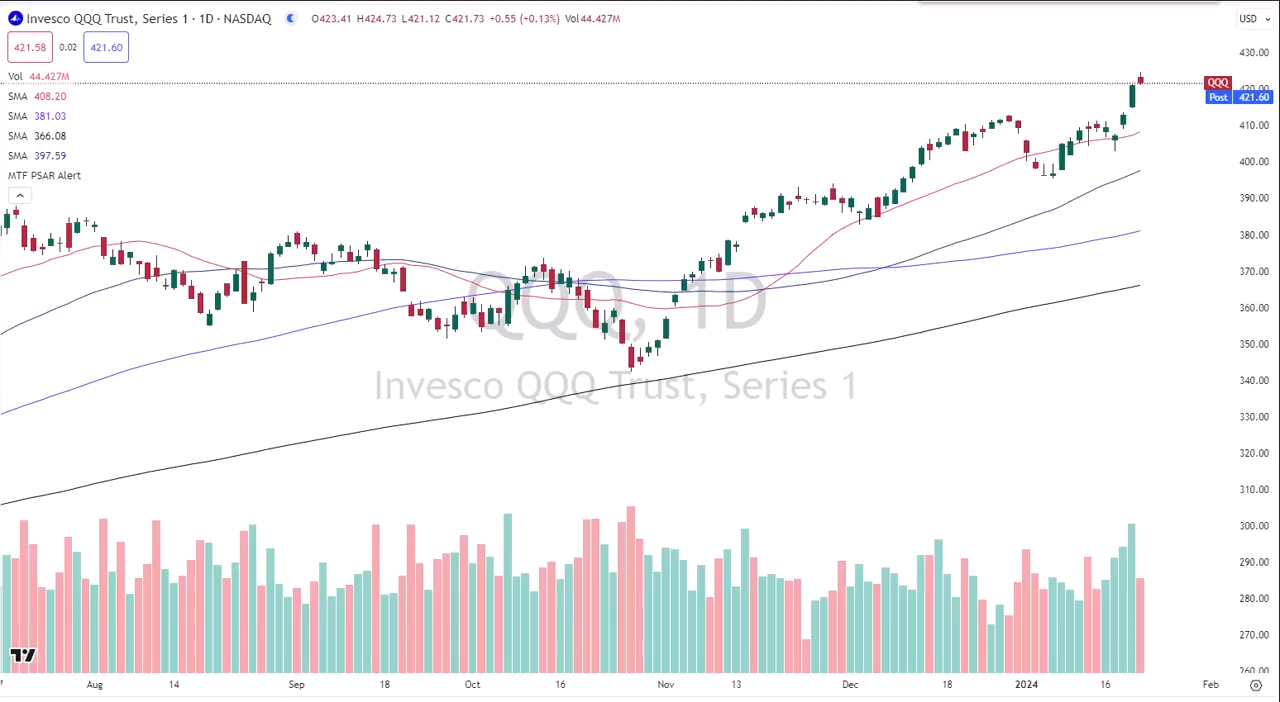 Invesco QQQ Trust, Series 1 · 1D · NASDAQ O423.41 H424.73 L421.12 C421.73 +0.55 (+0.13%) Vol44.427M
USD
421.58 0.02 421.60
Vol 44.427M
SMA 408.20
SMA 381.03
SMA 366.08
SMA 397.59
MTF PSAR Alert
430.00
QQQ
420.00
Post 421.60
410.00
400.00
390.00
380.00
370.00
360.00
350.00
340.00
330.00
320.00
310.00
300.00
290.00
280.00
270.00
260.00
QQQ, 1D
Invesco QQQ Trust, Series 1
Aug 14 Sep 18 Oct 16 Nov 13 Dec 18 2024 16 Feb